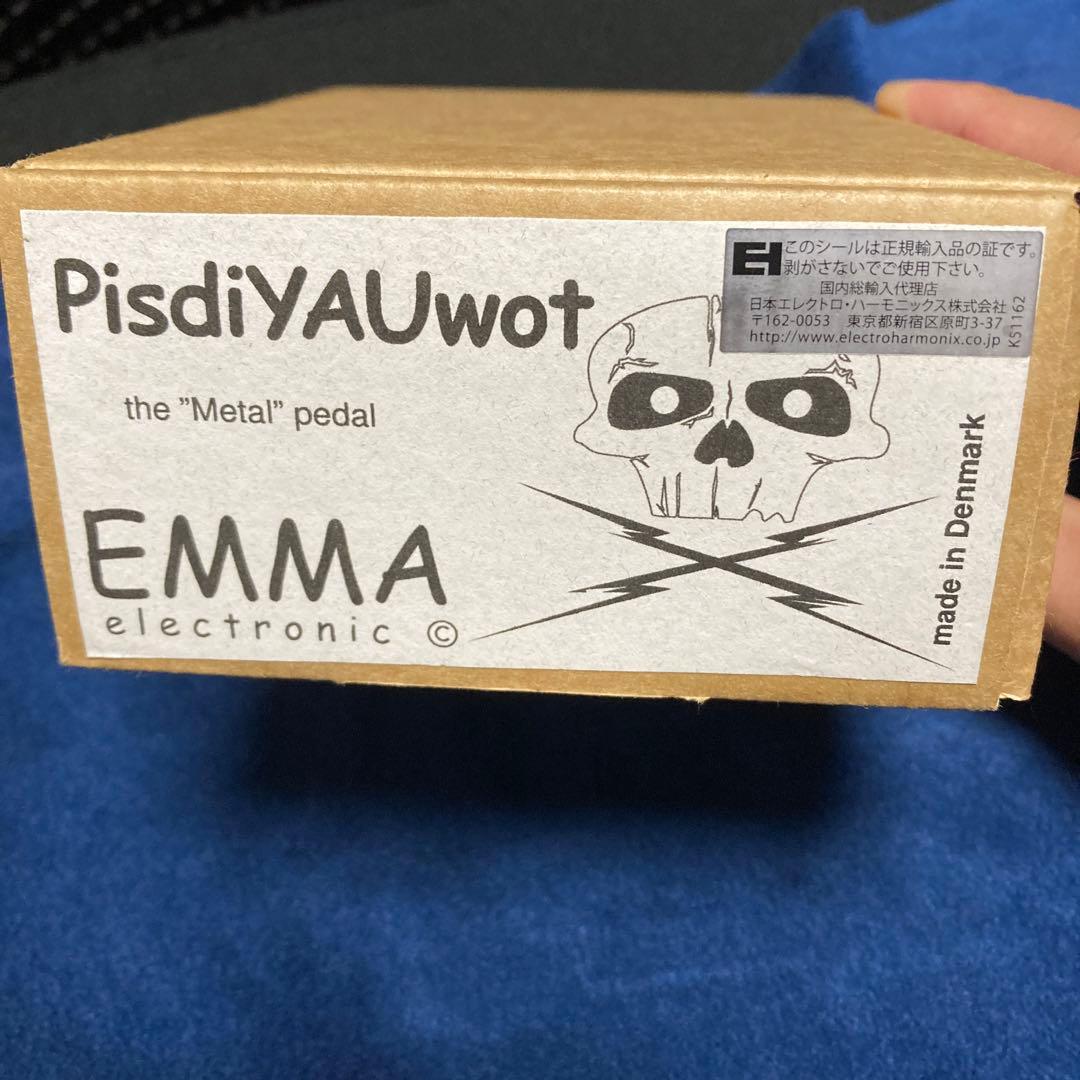 PisdiYAUwot
the ”Metal” pedal
EMMA
electronic ©
EH
このシールは正規輸入品の証です。
剥がさないでご使用下さい。
国内総輸入代理店
日本エレクトロ・ハーモニックス株式会社
〒162-0053 東京都新宿区原町3-37
http://www.electroharmonix.co.jp
K51162
made in Denmark